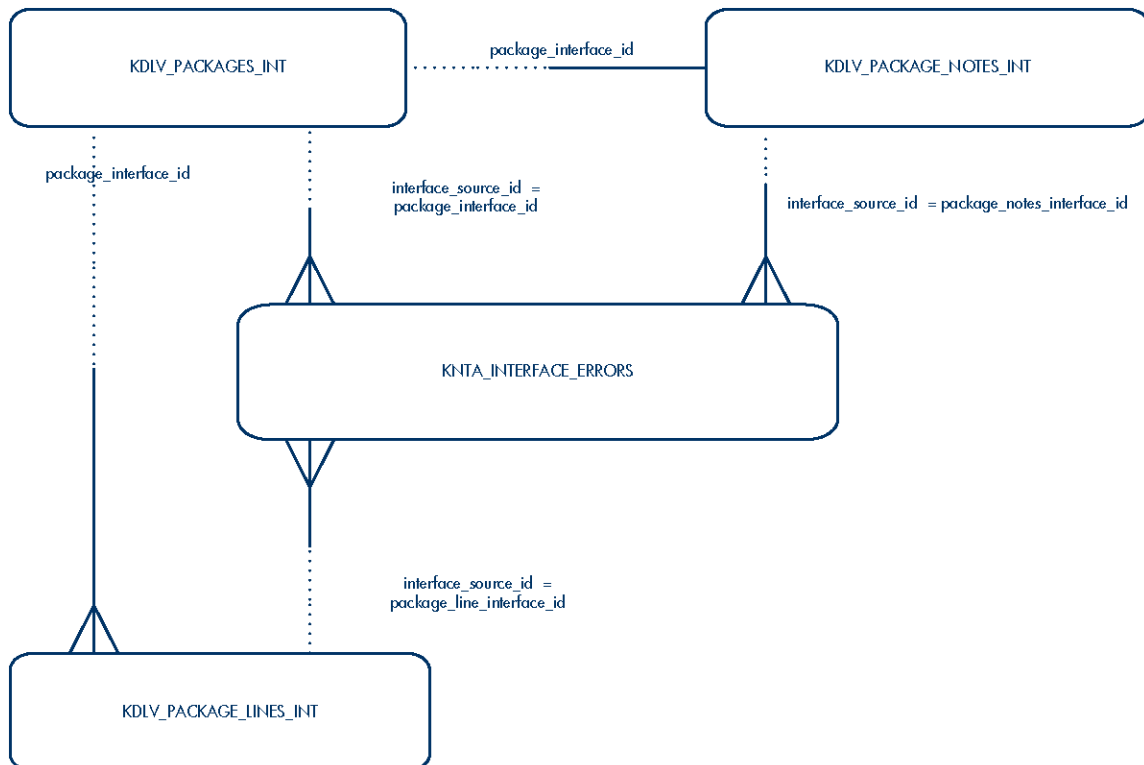 KDLV_PACKAGES_INT
package_interface_id
KDLV_PACKAGE_NOTES_INT
package_interface_id
interface_source_id =
package_interface_id
interface_source_id = package_notes_interface_id
KNTA_INTERFACE_ERRORS
interface_source_id =
package_line_interface_id
KDLV_PACKAGE_LINES_INT